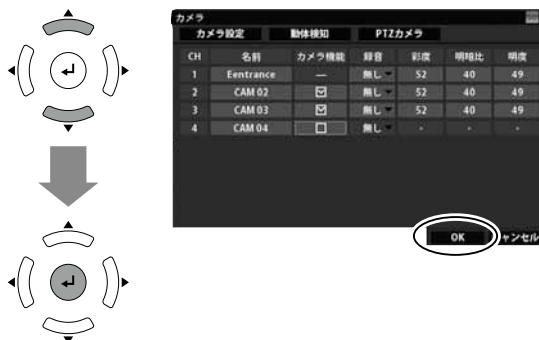 カメラ
カメラ設定 動体検知 PTZカメラ
CH 名前 カメラ機能 録音 彩度 明暗比 明度
1 Eentrance — 無し 52 40 49
2 CAM 02 無し 52 40 49
3 CAM 03 無し 52 40 49
4 CAM 04 無し - - -
OK ャンセル